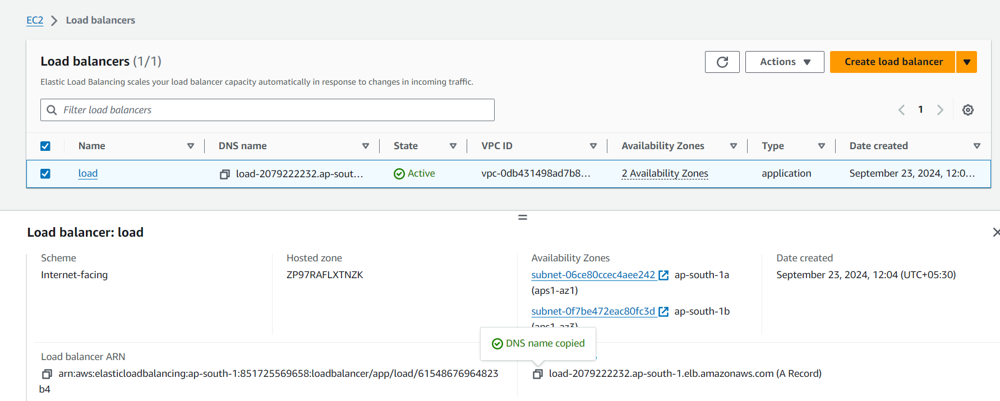 EC2 > Load balancers
Load balancers (1/1)
Actions
Create load balancer
Elastic Load Balancing scales your load balancer capacity automatically in response to changes in incoming traffic.
Filter load balancers
1
Name DNS name State VPC ID Availability Zones Type Date created
load load-2079222232.ap-sout... Active vpc-0db431498ad7b8... 2 Availability Zones application September 23, 2024, 12:0...
Load balancer: load
Scheme
Internet-facing
Hosted zone
ZP97RAFLXTNZK
Availability Zones
subnet-06ce80ccec4aee242 ap-south-1a
(aps1-az1)
subnet-0f7be472eac80fc3d ap-south-1b
(aps1-az3)
Date created
September 23, 2024, 12:04 (UTC+05:30)
Load balancer ARN
arn:aws:elasticloadbalancing:ap-south-1:851725569658:loadbalancer/app/load/61548676964823
b4
DNS name copied
load-2079222232.ap-south-1.elb.amazonaws.com (A Record)